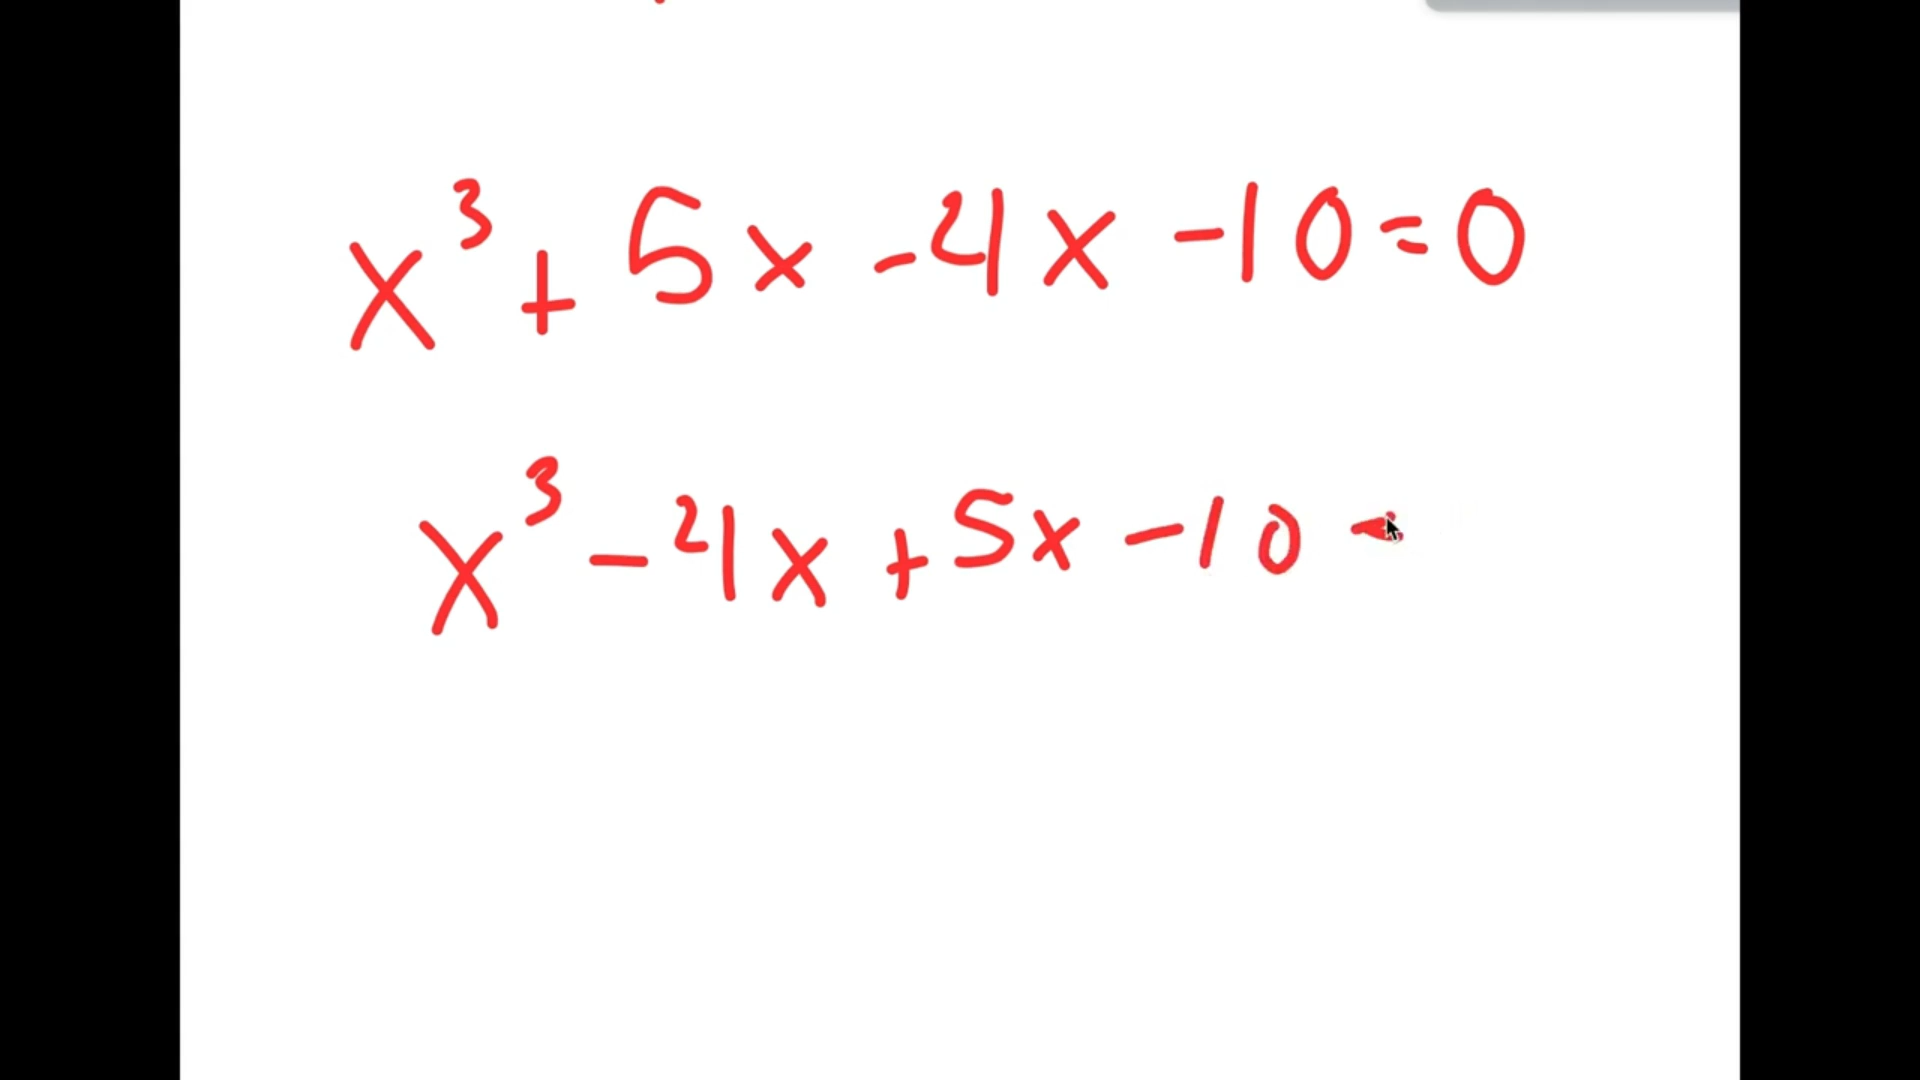 x³ + 5x - 4x - 10 = 0
x³ - 4x + 5x - 10 =